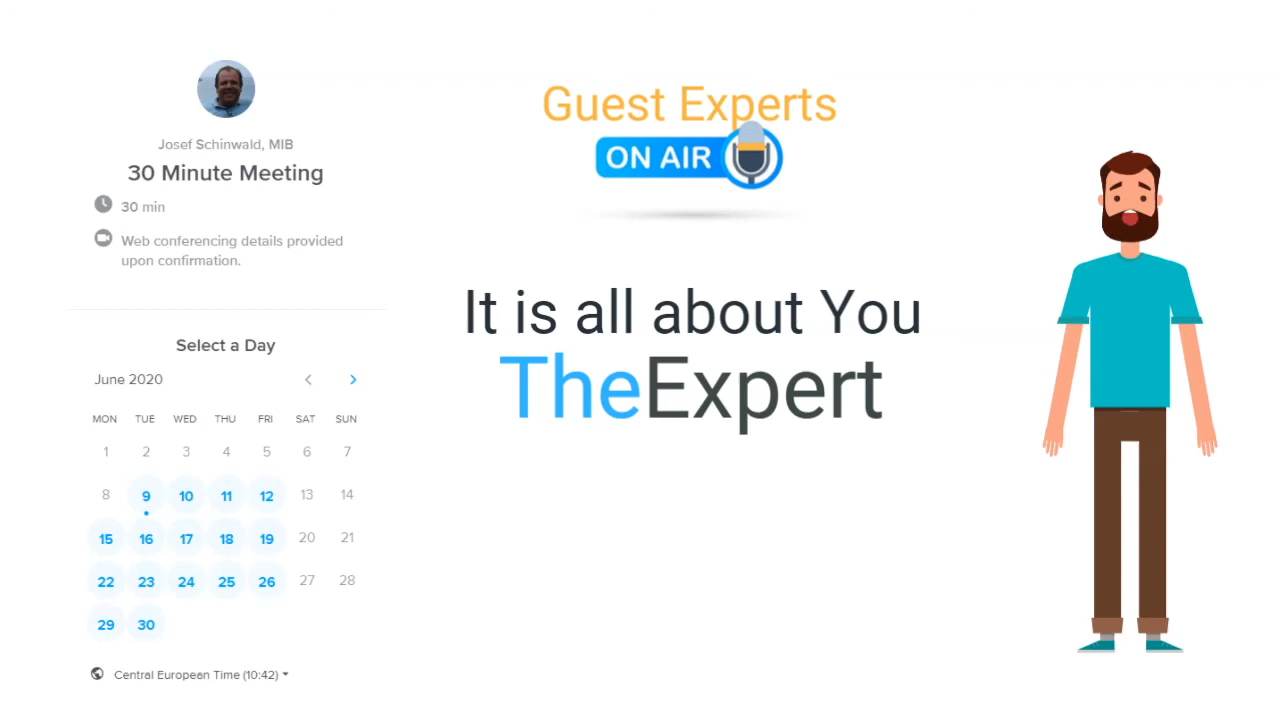 Josef Schinwald, MIB
30 Minute Meeting
30 min
Web conferencing details provided
upon confirmation.
Select a Day
June 2020
MON TUE WED THU FRI SAT SUN
1 2 3 4 5 6 7
8 9 10 11 12 13 14
15 16 17 18 19 20 21
22 23 24 25 26 27 28
29 30
Central European Time (10:42)
Guest Experts
ON AIR
It is all about You
TheExpert